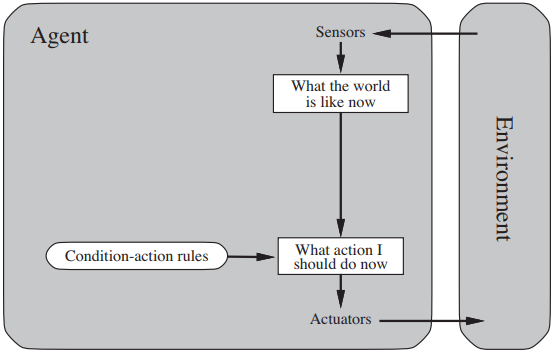 Agent
Sensors
What the world
is like now
Environment
Condition-action rules
What action I
should do now
Actuators